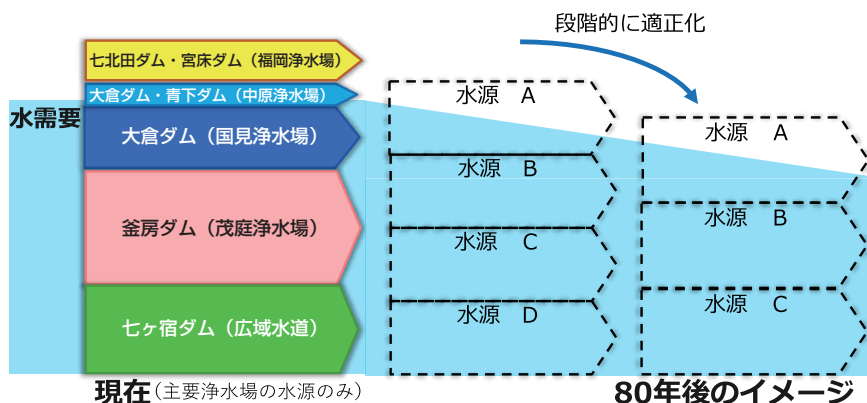 段階的に適正化
七北田ダム・宮床ダム（福岡浄水場）
大倉ダム・青下ダム（中原浄水場）
水需要
大倉ダム（国見浄水場）
釜房ダム（茂庭浄水場）
七ヶ宿ダム（広域水道）
水源　A
水源　B
水源　C
水源　D
水源　A
水源　B
水源　C
現在（主要浄水場の水源のみ）
80年後のイメージ